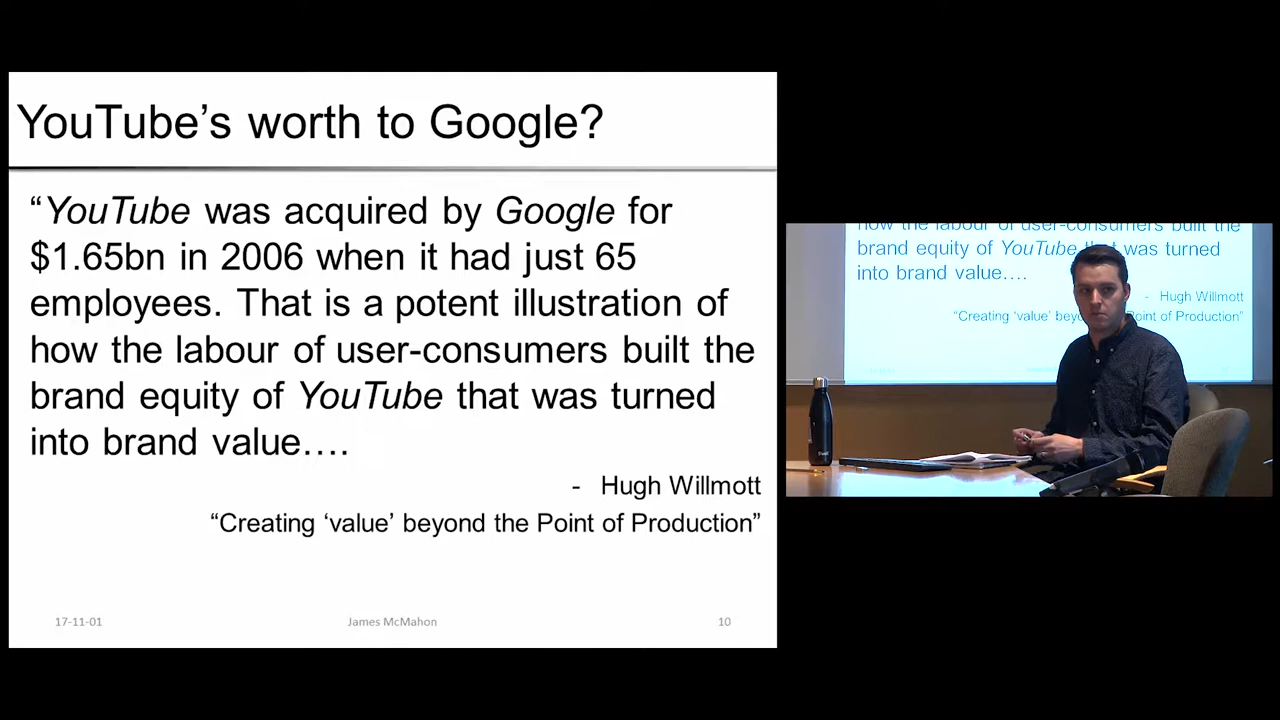 YouTube’s worth to Google?
“YouTube was acquired by Google for
$1.65bn in 2006 when it had just 65
employees. That is a potent illustration of
how the labour of user-consumers built the
brand equity of YouTube that was turned
into brand value….
- Hugh Willmott
“Creating ‘value’ beyond the Point of Production”
17-11-01
James McMahon
10
how the labour of user-consumers built the
brand equity of YouTube that was turned
into brand value….
- Hugh Willmott
“Creating ‘value’ Point of Production”